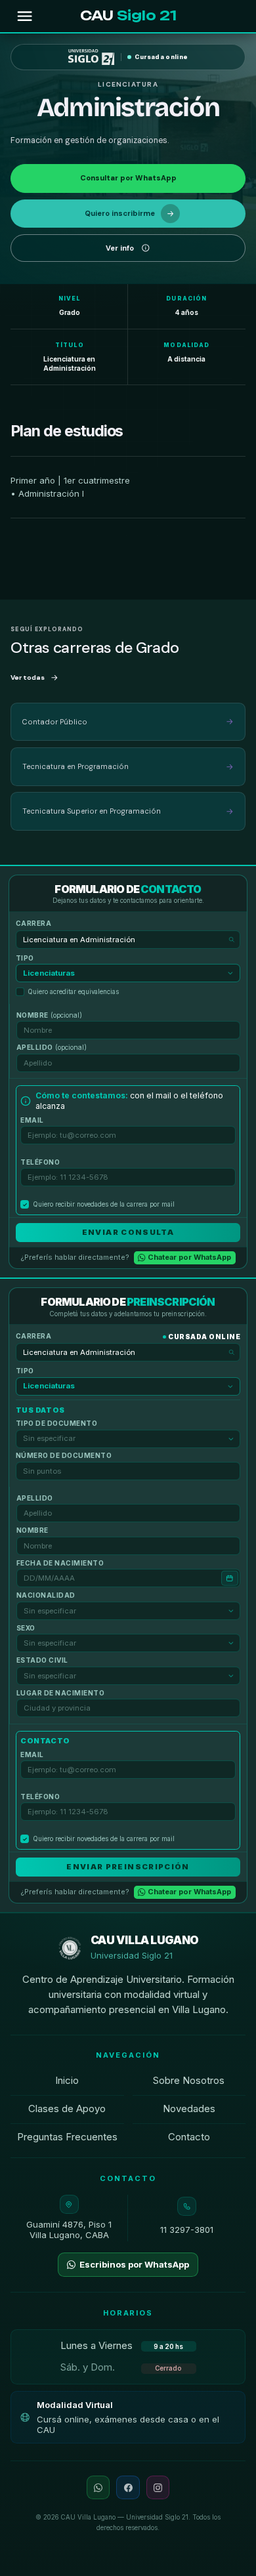 CAU Siglo 21
UNIVERSIDAD SIGLO 21
Cursada online
LICENCIATURA
Administración
Formación en gestión de organizaciones.
Consultar por WhatsApp
Quiero inscribirme
Ver info
NIVEL
Grado
DURACIÓN
4 años
TÍTULO
Licenciatura en
Administración
MODALIDAD
A distancia
Plan de estudios
Primer año | 1er cuatrimestre
• Administración I
SEGUÍ EXPLORANDO
Otras carreras de Grado
Ver todas
Contador Público
Tecnicatura en Programación
Tecnicatura Superior en Programación
FORMULARIO DE CONTACTO
Dejanos tus datos y te contactamos para orientarte.
CARRERA
Licenciatura en Administración
TIPO
Licenciaturas
Quiero acreditar equivalencias
NOMBRE (opcional)
Nombre
APELLIDO (opcional)
Apellido
Cómo te contestamos: con el mail o el teléfono
alcanza
EMAIL
Ejemplo: tu@correo.com
TELÉFONO
Ejemplo: 11 1234-5678
Quiero recibir novedades de la carrera por mail
ENVIAR CONSULTA
¿Preferís hablar directamente? Chatear por WhatsApp
FORMULARIO DE PREINSCRIPCIÓN
Completá tus datos y adelantamos tu preinscripción.
CARRERA
CURSADA ONLINE
Licenciatura en Administración
TIPO
Licenciaturas
TUS DATOS
TIPO DE DOCUMENTO
Sin especificar
NÚMERO DE DOCUMENTO
Sin puntos
APELLIDO
Apellido
NOMBRE
Nombre
FECHA DE NACIMIENTO
DD/MM/AAAA
NACIONALIDAD
Sin especificar
SEXO
Sin especificar
ESTADO CIVIL
Sin especificar
LUGAR DE NACIMIENTO
Ciudad y provincia
CONTACTO
EMAIL
Ejemplo: tu@correo.com
TELÉFONO
Ejemplo: 11 1234-5678
Quiero recibir novedades de la carrera por mail
ENVIAR PREINSCRIPCIÓN
¿Preferís hablar directamente? Chatear por WhatsApp
CAU VILLA LUGANO
Universidad Siglo 21
Centro de Aprendizaje Universitario. Formación
universitaria con modalidad virtual y
acompañamiento presencial en Villa Lugano.
NAVEGACIÓN
Inicio
Sobre Nosotros
Clases de Apoyo
Novedades
Preguntas Frecuentes
Contacto
CONTACTO
Guaminí 4876, Piso 1
Villa Lugano, CABA
11 3297-3801
Escribinos por WhatsApp
HORARIOS
Lunes a Viernes 9 a 20 hs
Sáb. y Dom. Cerrado
Modalidad Virtual
Cursá online, exámenes desde casa o en el
CAU
© 2026 CAU Villa Lugano — Universidad Siglo 21. Todos los
derechos reservados.